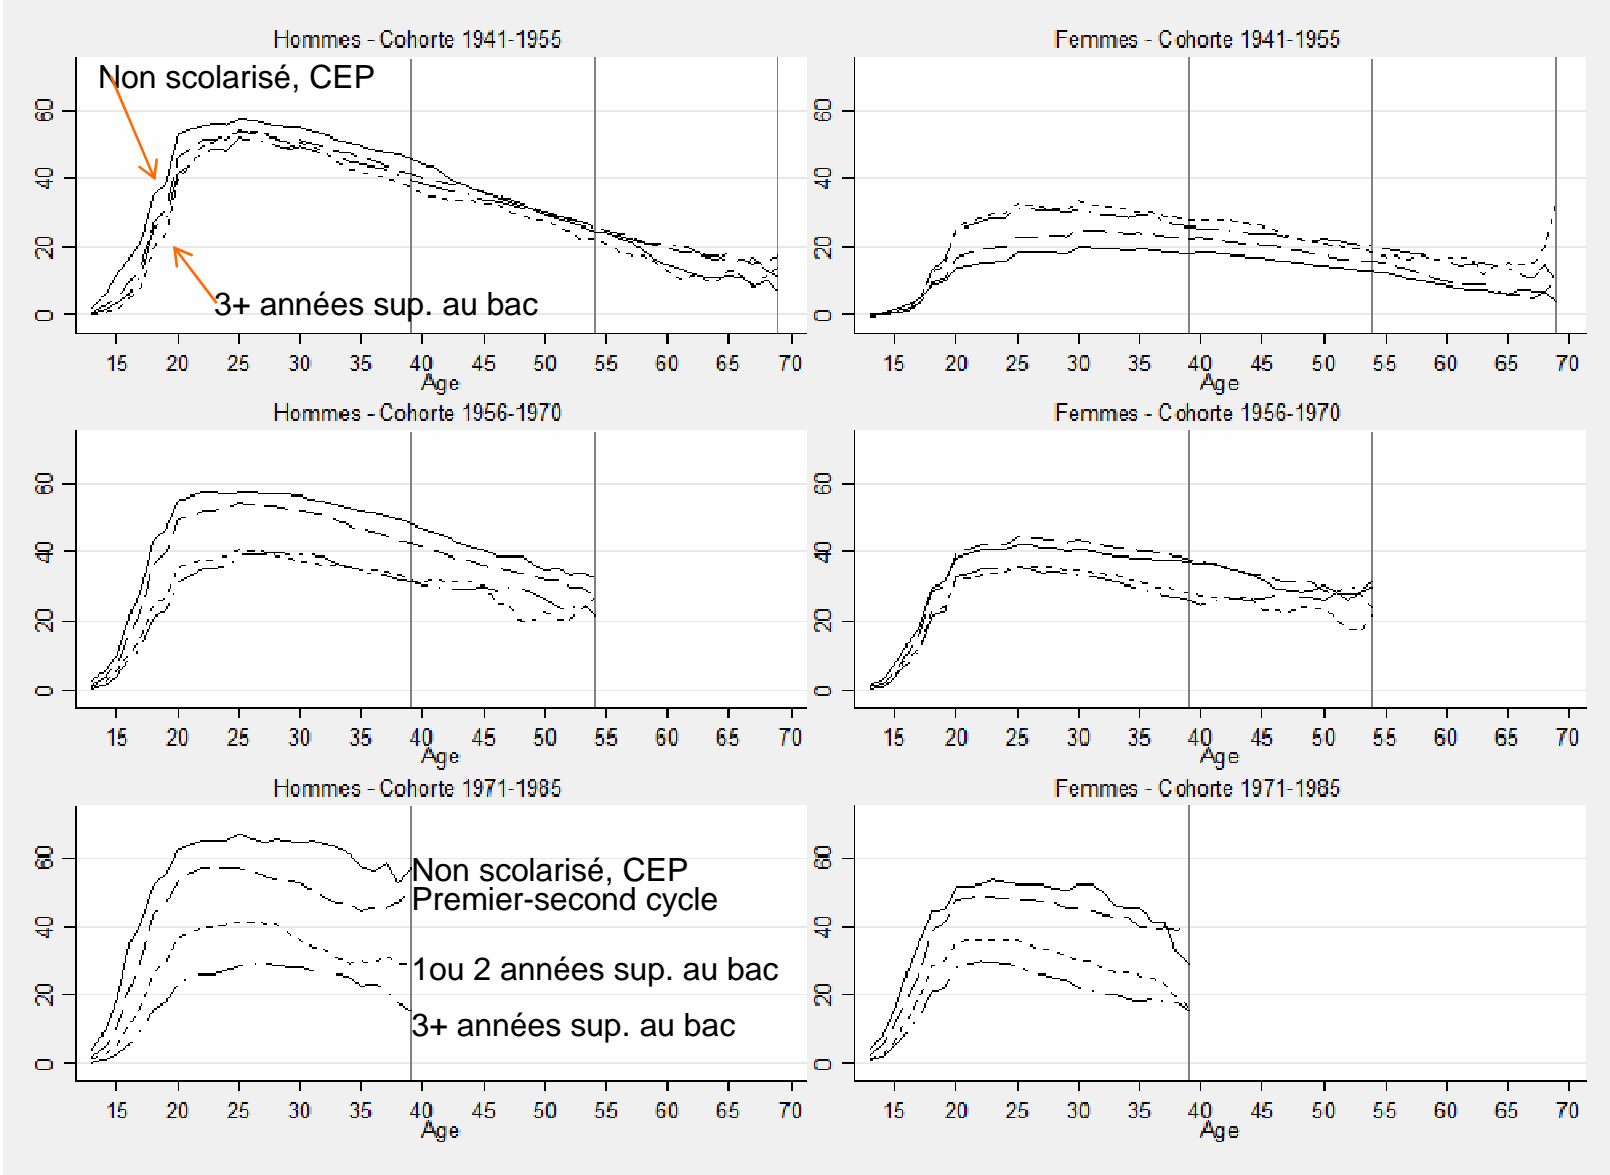 Hommes - Cohorte 1941-1955
Non scolarisé, CEP
3+ années sup. au bac
60
40
20
0
15 20 25 30 35 40 45 50 55 60 65 70
Age
Femmes - Cohorte 1941-1955
60
40
20
0
15 20 25 30 35 40 45 50 55 60 65 70
Age
Hommes - Cohorte 1956-1970
60
40
20
0
15 20 25 30 35 40 45 50 55 60 65 70
Age
Femmes - Cohorte 1956-1970
60
40
20
0
15 20 25 30 35 40 45 50 55 60 65 70
Age
Hommes - Cohorte 1971-1985
60
40
20
0
Non scolarisé, CEP
Premier-second cycle
1ou 2 années sup. au bac
3+ années sup. au bac
15 20 25 30 35 40 45 50 55 60 65 70
Age
Femmes - Cohorte 1971-1985
60
40
20
0
15 20 25 30 35 40 45 50 55 60 65 70
Age